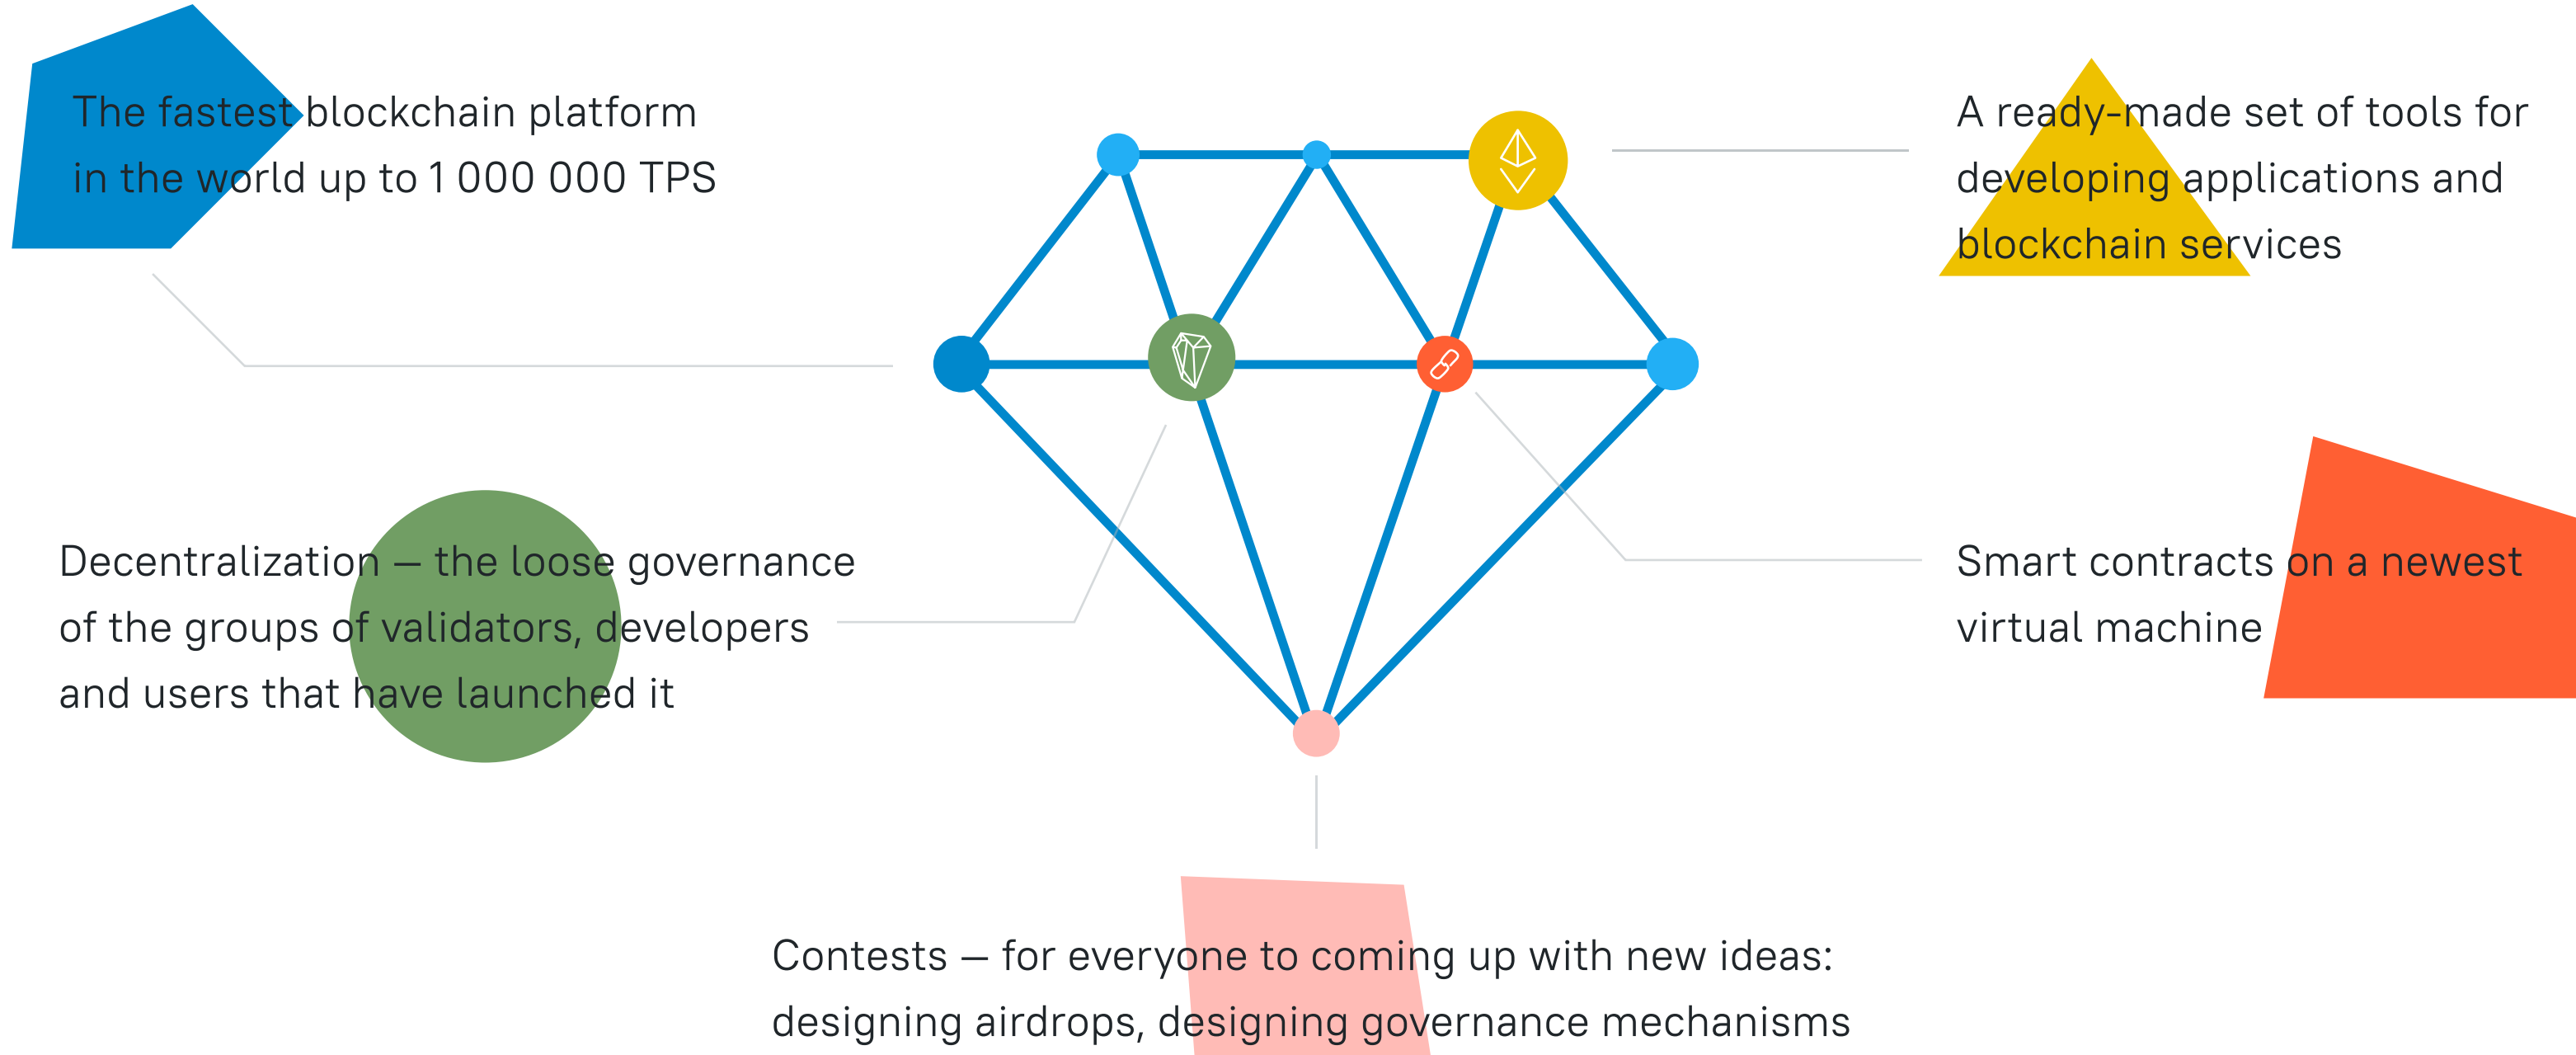 The fastest blockchain platform
in the world up to 1 000 000 TPS
A ready-made set of tools for
developing applications and
blockchain services
Decentralization — the loose governance
of the groups of validators, developers
and users that have launched it
Smart contracts on a newest
virtual machine
Contests — for everyone to coming up with new ideas:
designing airdrops, designing governance mechanisms